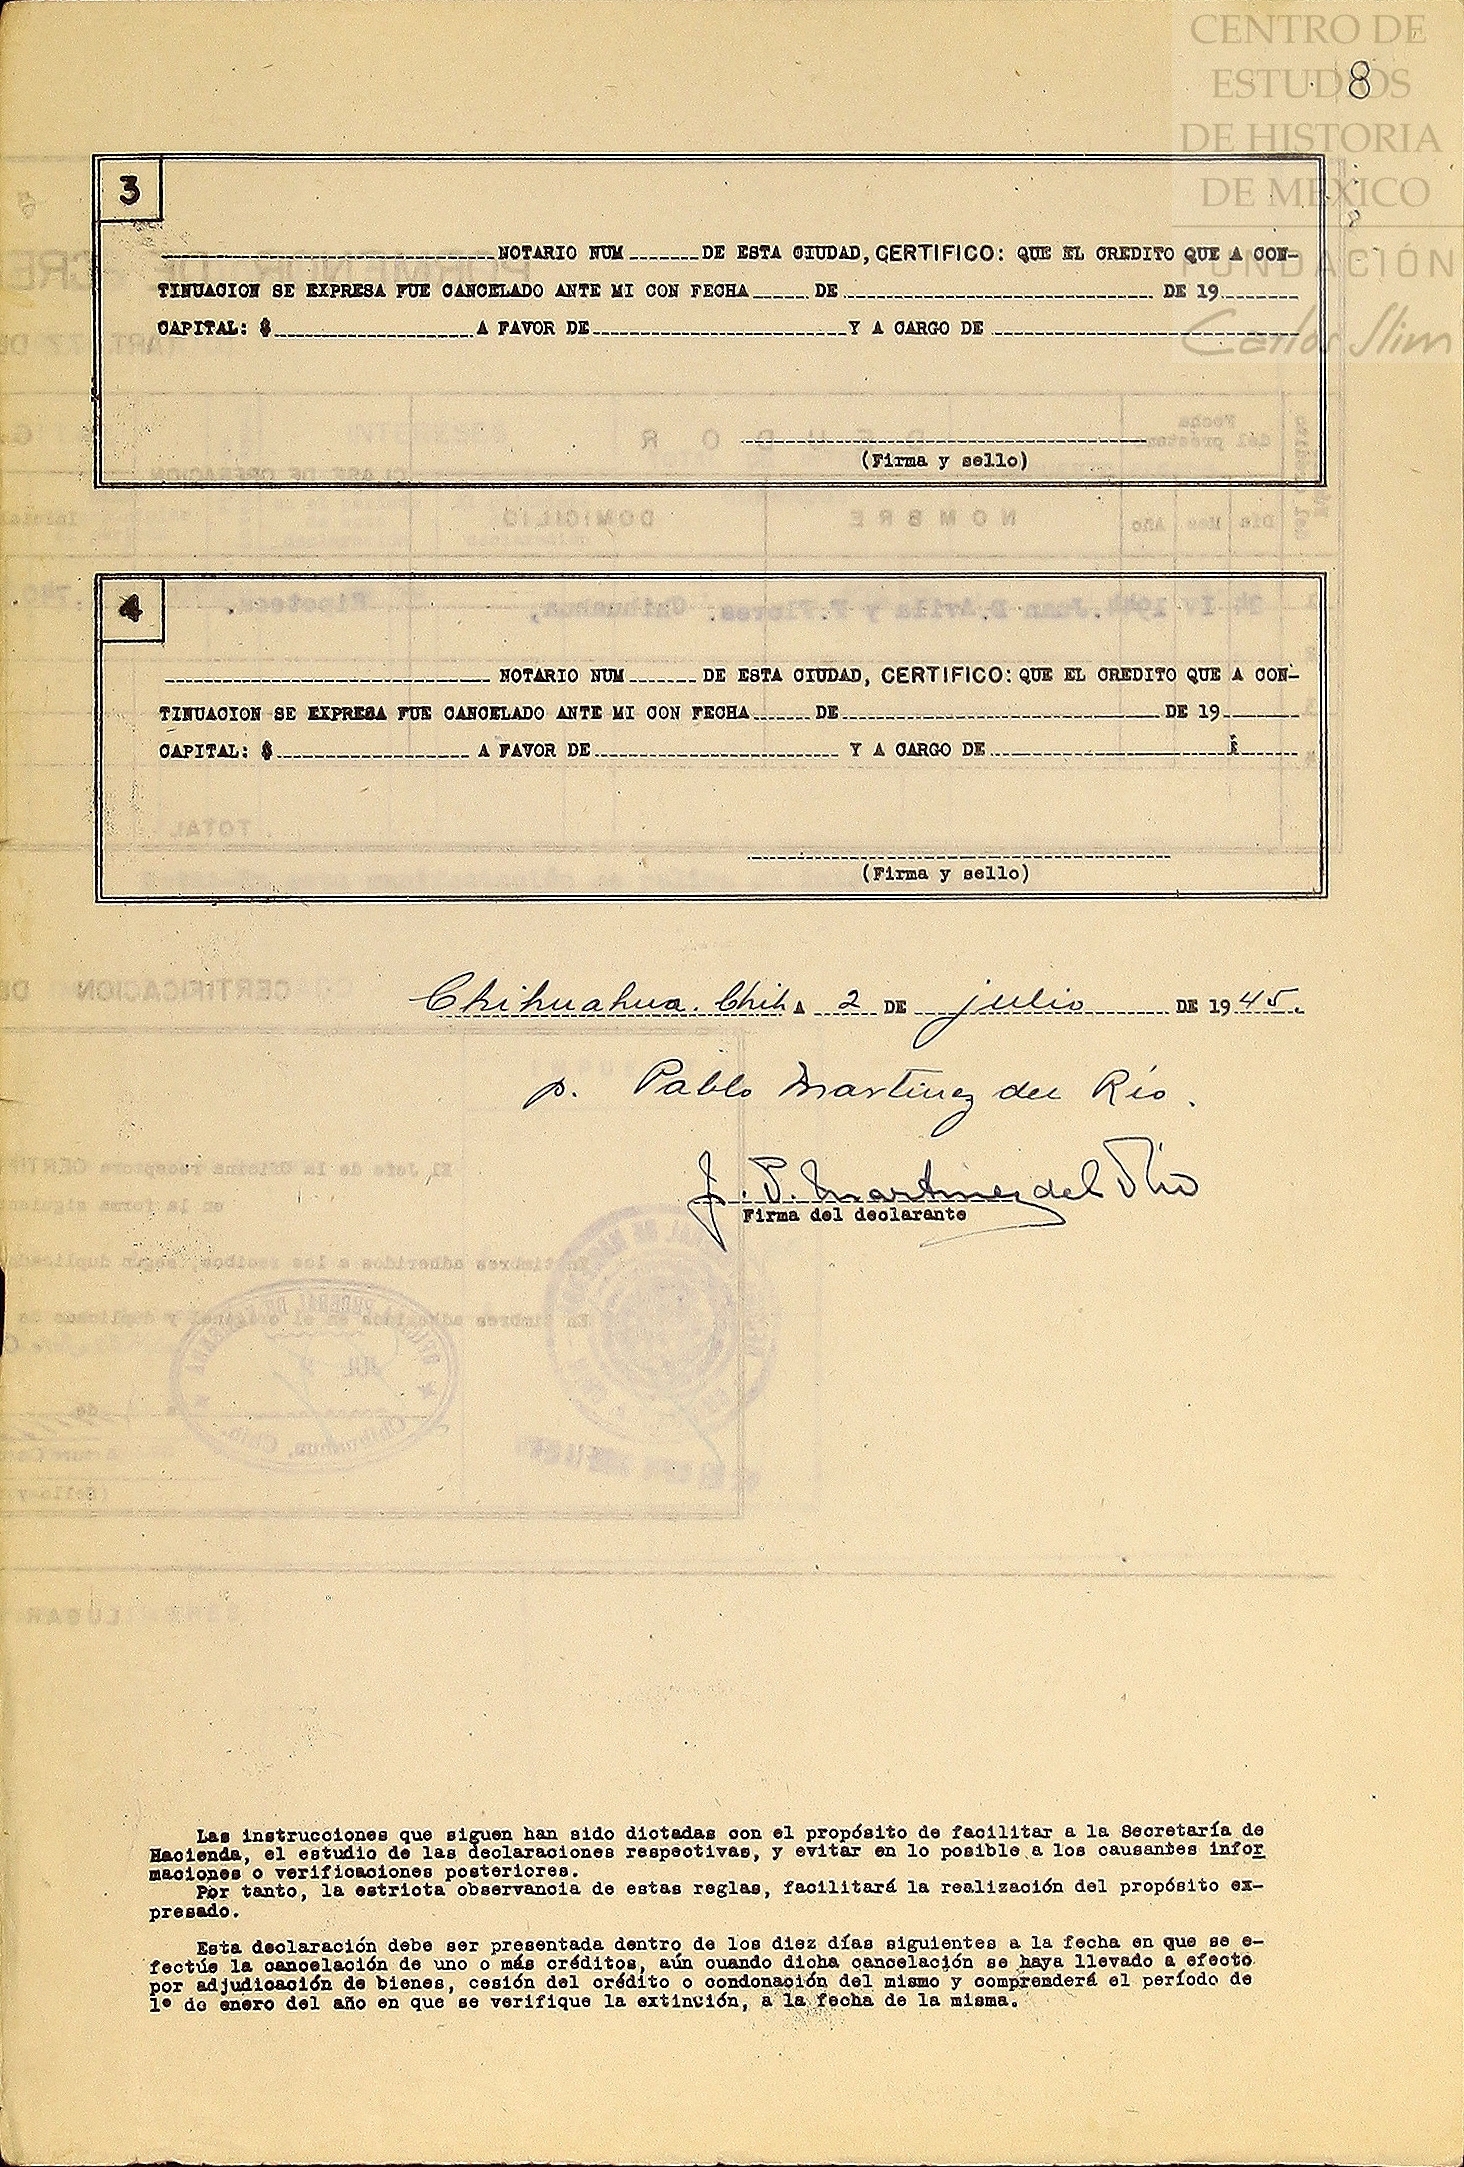 CENTRO DE
ESTUDIOS
DE HISTORIA
DE MEXICO
FUNDACIÓN
Carlos Slim
8
3
NOTARIO NUM DE ESTA CIUDAD, CERTIFICO: QUE EL CREDITO QUE A CON-
TINUACION SE EXPRESA FUE CANCELADO ANTE MI CON FECHA DE DE 19
CAPITAL: $ A FAVOR DE Y A CARGO DE
(Firma y sello)
4
NOTARIO NUM DE ESTA CIUDAD, CERTIFICO: QUE EL CREDITO QUE A CON-
TINUACION SE EXPRESA FUE CANCELADO ANTE MI CON FECHA DE DE 19
CAPITAL: $ A FAVOR DE Y A CARGO DE
(Firma y sello)
Chihuahua. Chih A 2 DE julio DE 1945.
p. Pablo Martinez del Río.
J. P. Martinez del Rio
Firma del declarante
Las instrucciones que siguen han sido dictadas con el propósito de facilitar a la Secretaría de
Hacienda, el estudio de las declaraciones respectivas, y evitar en lo posible a los causantes infor
maciones o verificaciones posteriores.
Por tanto, la estricta observancia de estas reglas, facilitará la realización del propósito ex-
presado.
Esta declaración debe ser presentada dentro de los diez días siguientes a la fecha en que se e-
fectúe la cancelación de uno o más créditos, aún cuando dicha cancelación se haya llevado a efecto
por adjudicación de bienes, cesión del crédito o condonación del mismo y comprenderá el período de
1º de enero del año en que se verifique la extinción, a la fecha de la misma.